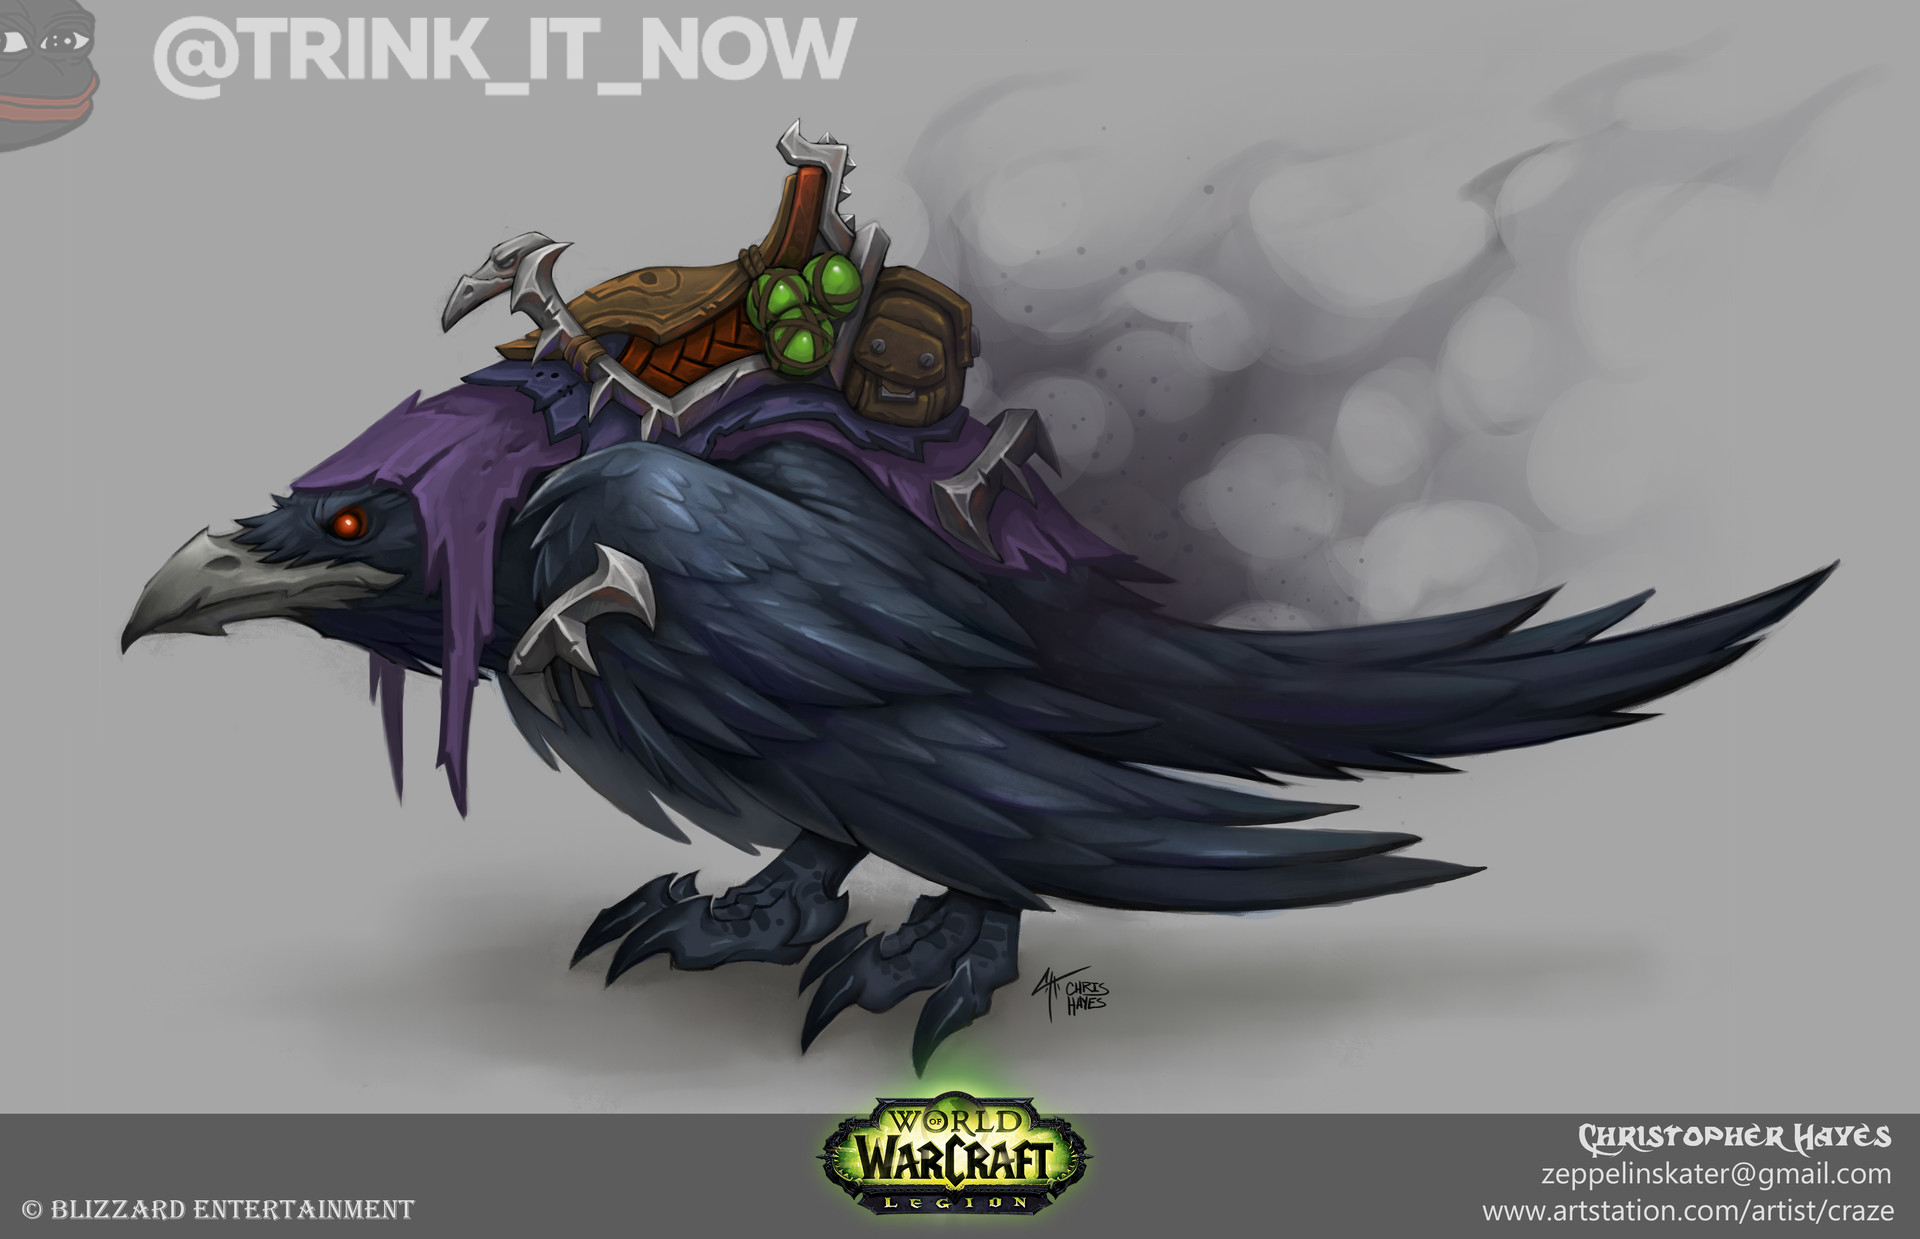 @TRINK_IT_NOW
CHRIS
HAYES
WORLD
OF
WARCRAFT
LEGION
© BLIZZARD ENTERTAINMENT
CHRISTOPHER HAYES
zeppelinskater@gmail.com
www.artstation.com/artist/craze